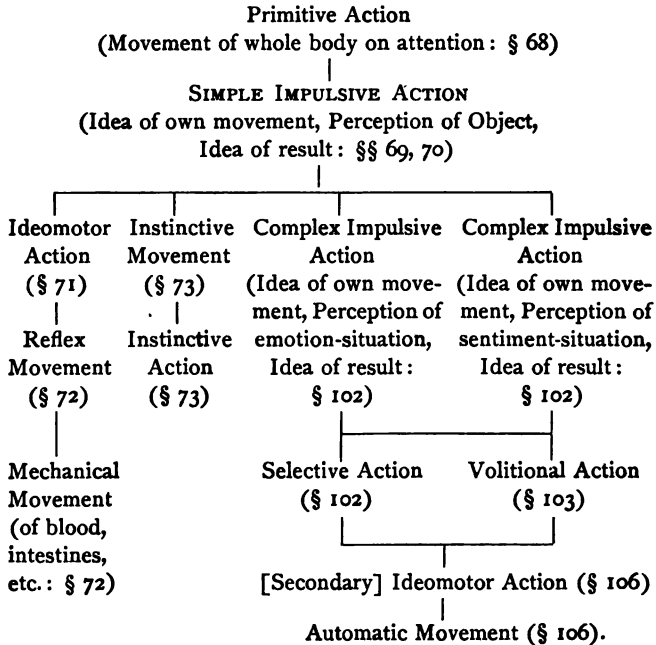 Primitive Action
(Movement of whole body on attention: § 68)
SIMPLE IMPULSIVE ACTION
(Idea of own movement, Perception of Object,
Idea of result: §§ 69, 70)
Ideomotor
Action
(§ 71)
Reflex
Movement
(§ 72)
Mechanical
Movement
(of blood,
intestines,
etc.: § 72)
Instinctive
Movement
(§ 73)
Instinctive
Action
(§ 73)
Complex Impulsive
Action
(Idea of own move-
ment, Perception of
emotion-situation,
Idea of result:
§ 102)
Complex Impulsive
Action
(Idea of own move-
ment, Perception of
sentiment-situation,
Idea of result:
§ 102)
Selective Action
(§ 102)
Volitional Action
(§ 103)
[Secondary] Ideomotor Action (§ 106)
Automatic Movement (§ 106).